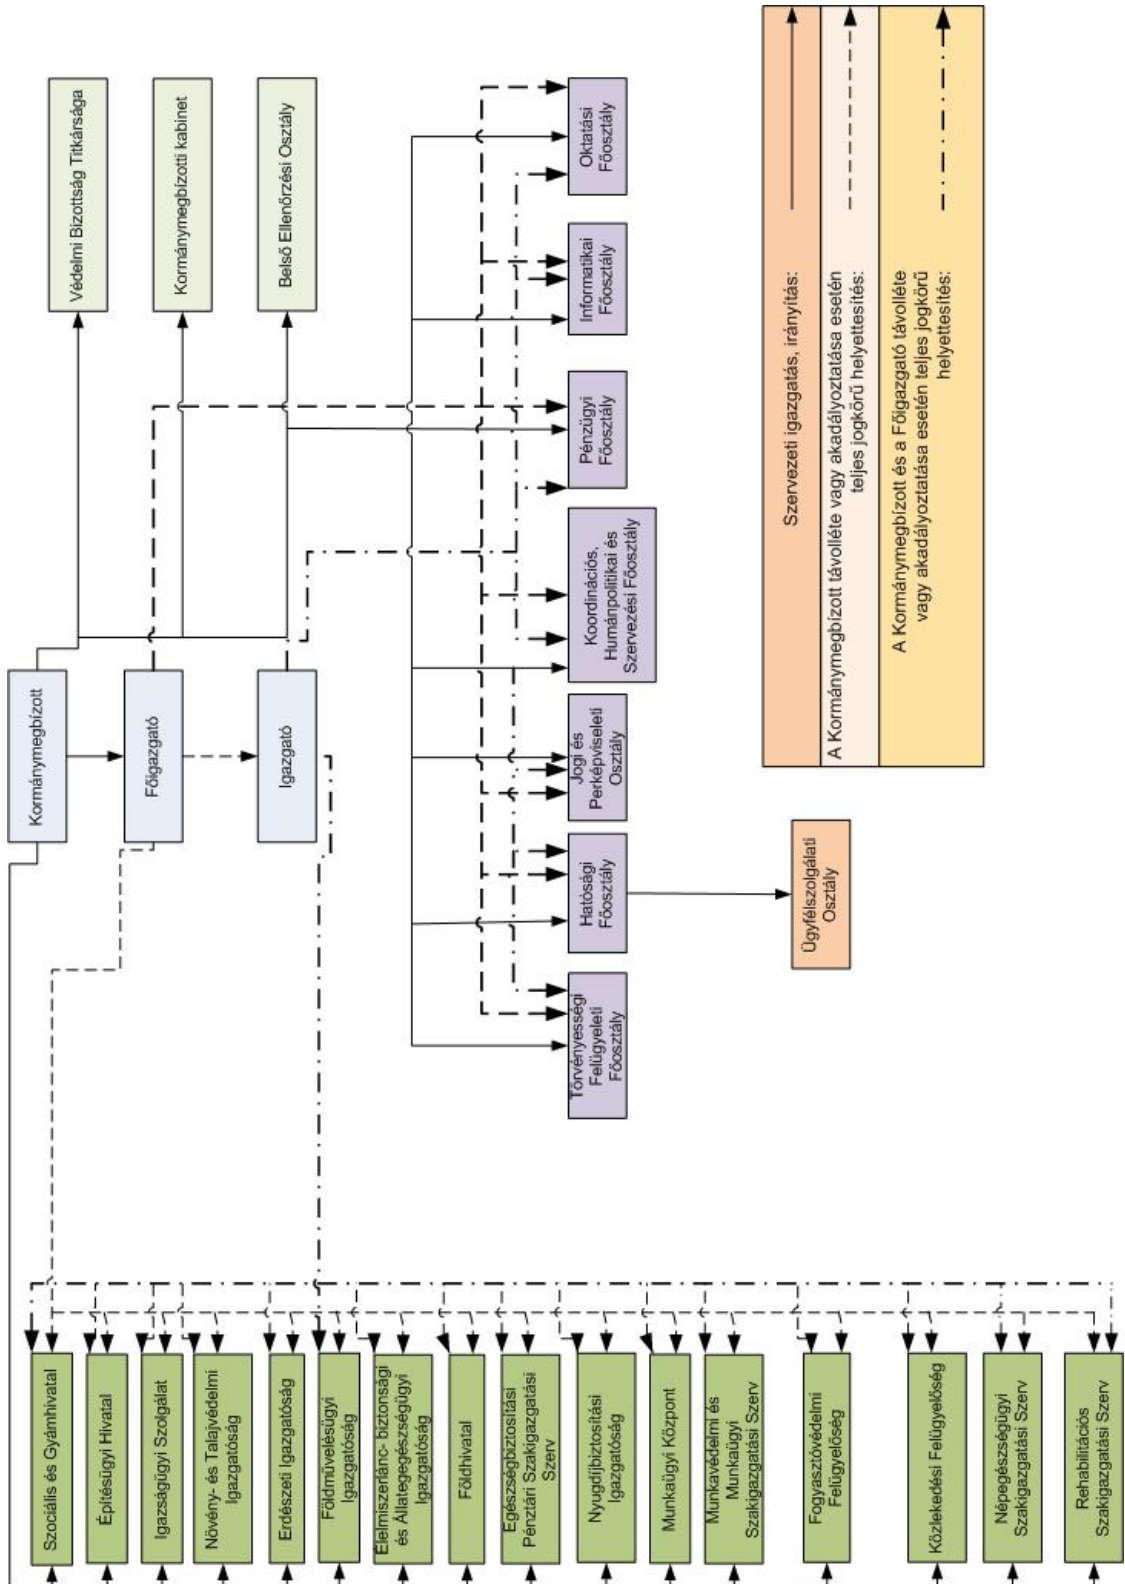 Kormánymegbízott
Főigazgató
Igazgató
Védelmi Bizottság Titkársága
Kormánymegbízotti kabinet
Belső Ellenőrzési Osztály
Törvényességi
Felügyeleti
Főosztály
Hatósági
Főosztály
Jogi és
Perképviseleti
Osztály
Koordinációs,
Humánpolitikai és
Szervezési Főosztály
Pénzügyi
Főosztály
Informatikai
Főosztály
Oktatási
Főosztály
Ügyfélszolgálati
Osztály
Szociális és Gyámhivatal
Építésügyi Hivatal
Igazságügyi Szolgálat
Növény- és Talajvédelmi
Igazgatóság
Erdészeti Igazgatóság
Földművelésügyi
Igazgatóság
Élelmiszerlánc- biztonsági
és Állategegészségügyi
Igazgatóság
Földhivatal
Egészségbiztosítási
Pénztári Szakigazgatási
Szerv
Nyugdíjbiztosítási
Igazgatóság
Munkaügyi Központ
Munkavédelmi és
Munkaügyi
Szakigazgatási Szerv
Fogyasztóvédelmi
Felügyelőség
Közlekedési Felügyelőség
Népegészségügyi
Szakigazgatási Szerv
Rehabilitációs
Szakigazgatási Szerv
Szervezeti igazgatás, irányítás:
A Kormánymegbízott távolléte vagy akadályoztatása esetén
teljes jogkörű helyettesítés:
A Kormánymegbízott és a Főigazgató távolléte
vagy akadályoztatása esetén teljes jogkörű
helyettesítés: